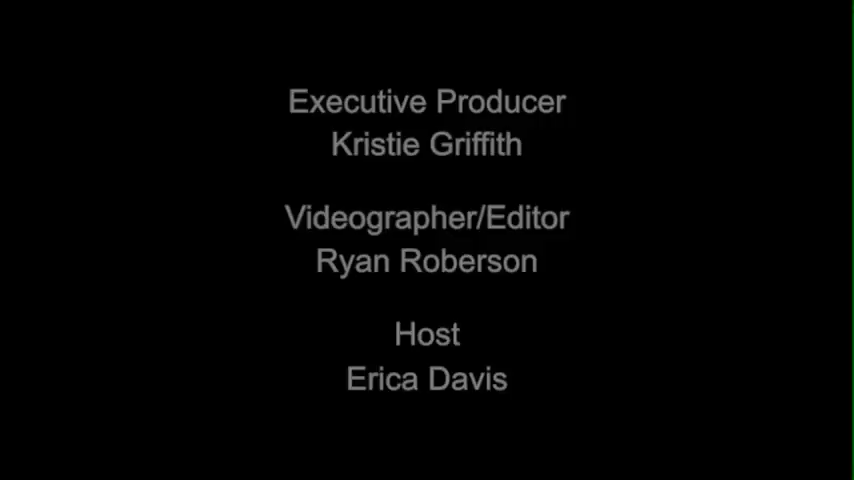 Executive Producer
Kristie Griffith
Videographer/Editor
Ryan Roberson
Host
Erica Davis